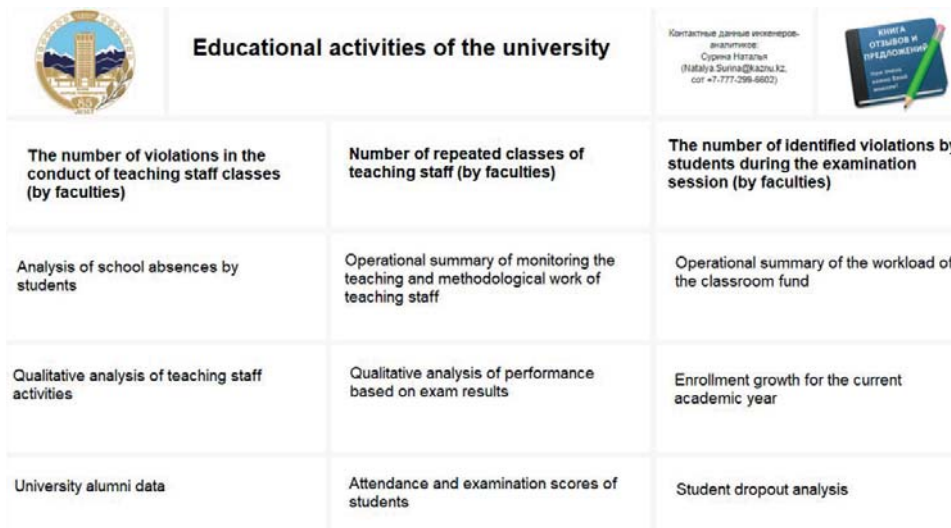 Educational activities of the university
Контактные данные инженеров-
аналитиков:
Сурина Наталья
(Natalya.Surina@kaznu.kz,
сот +7-777-299-6602)
КНИГА
ОТЗЫВОВ И
ПРЕДЛОЖЕНИЙ
85
The number of violations in the
conduct of teaching staff classes
(by faculties)
Number of repeated classes of
teaching staff (by faculties)
The number of identified violations by
students during the examination
session (by faculties)
Analysis of school absences by
students
Operational summary of monitoring the
teaching and methodological work of
teaching staff
Operational summary of the workload of
the classroom fund
Qualitative analysis of teaching staff
activities
Qualitative analysis of performance
based on exam results
Enrollment growth for the current
academic year
University alumni data
Attendance and examination scores of
students
Student dropout analysis